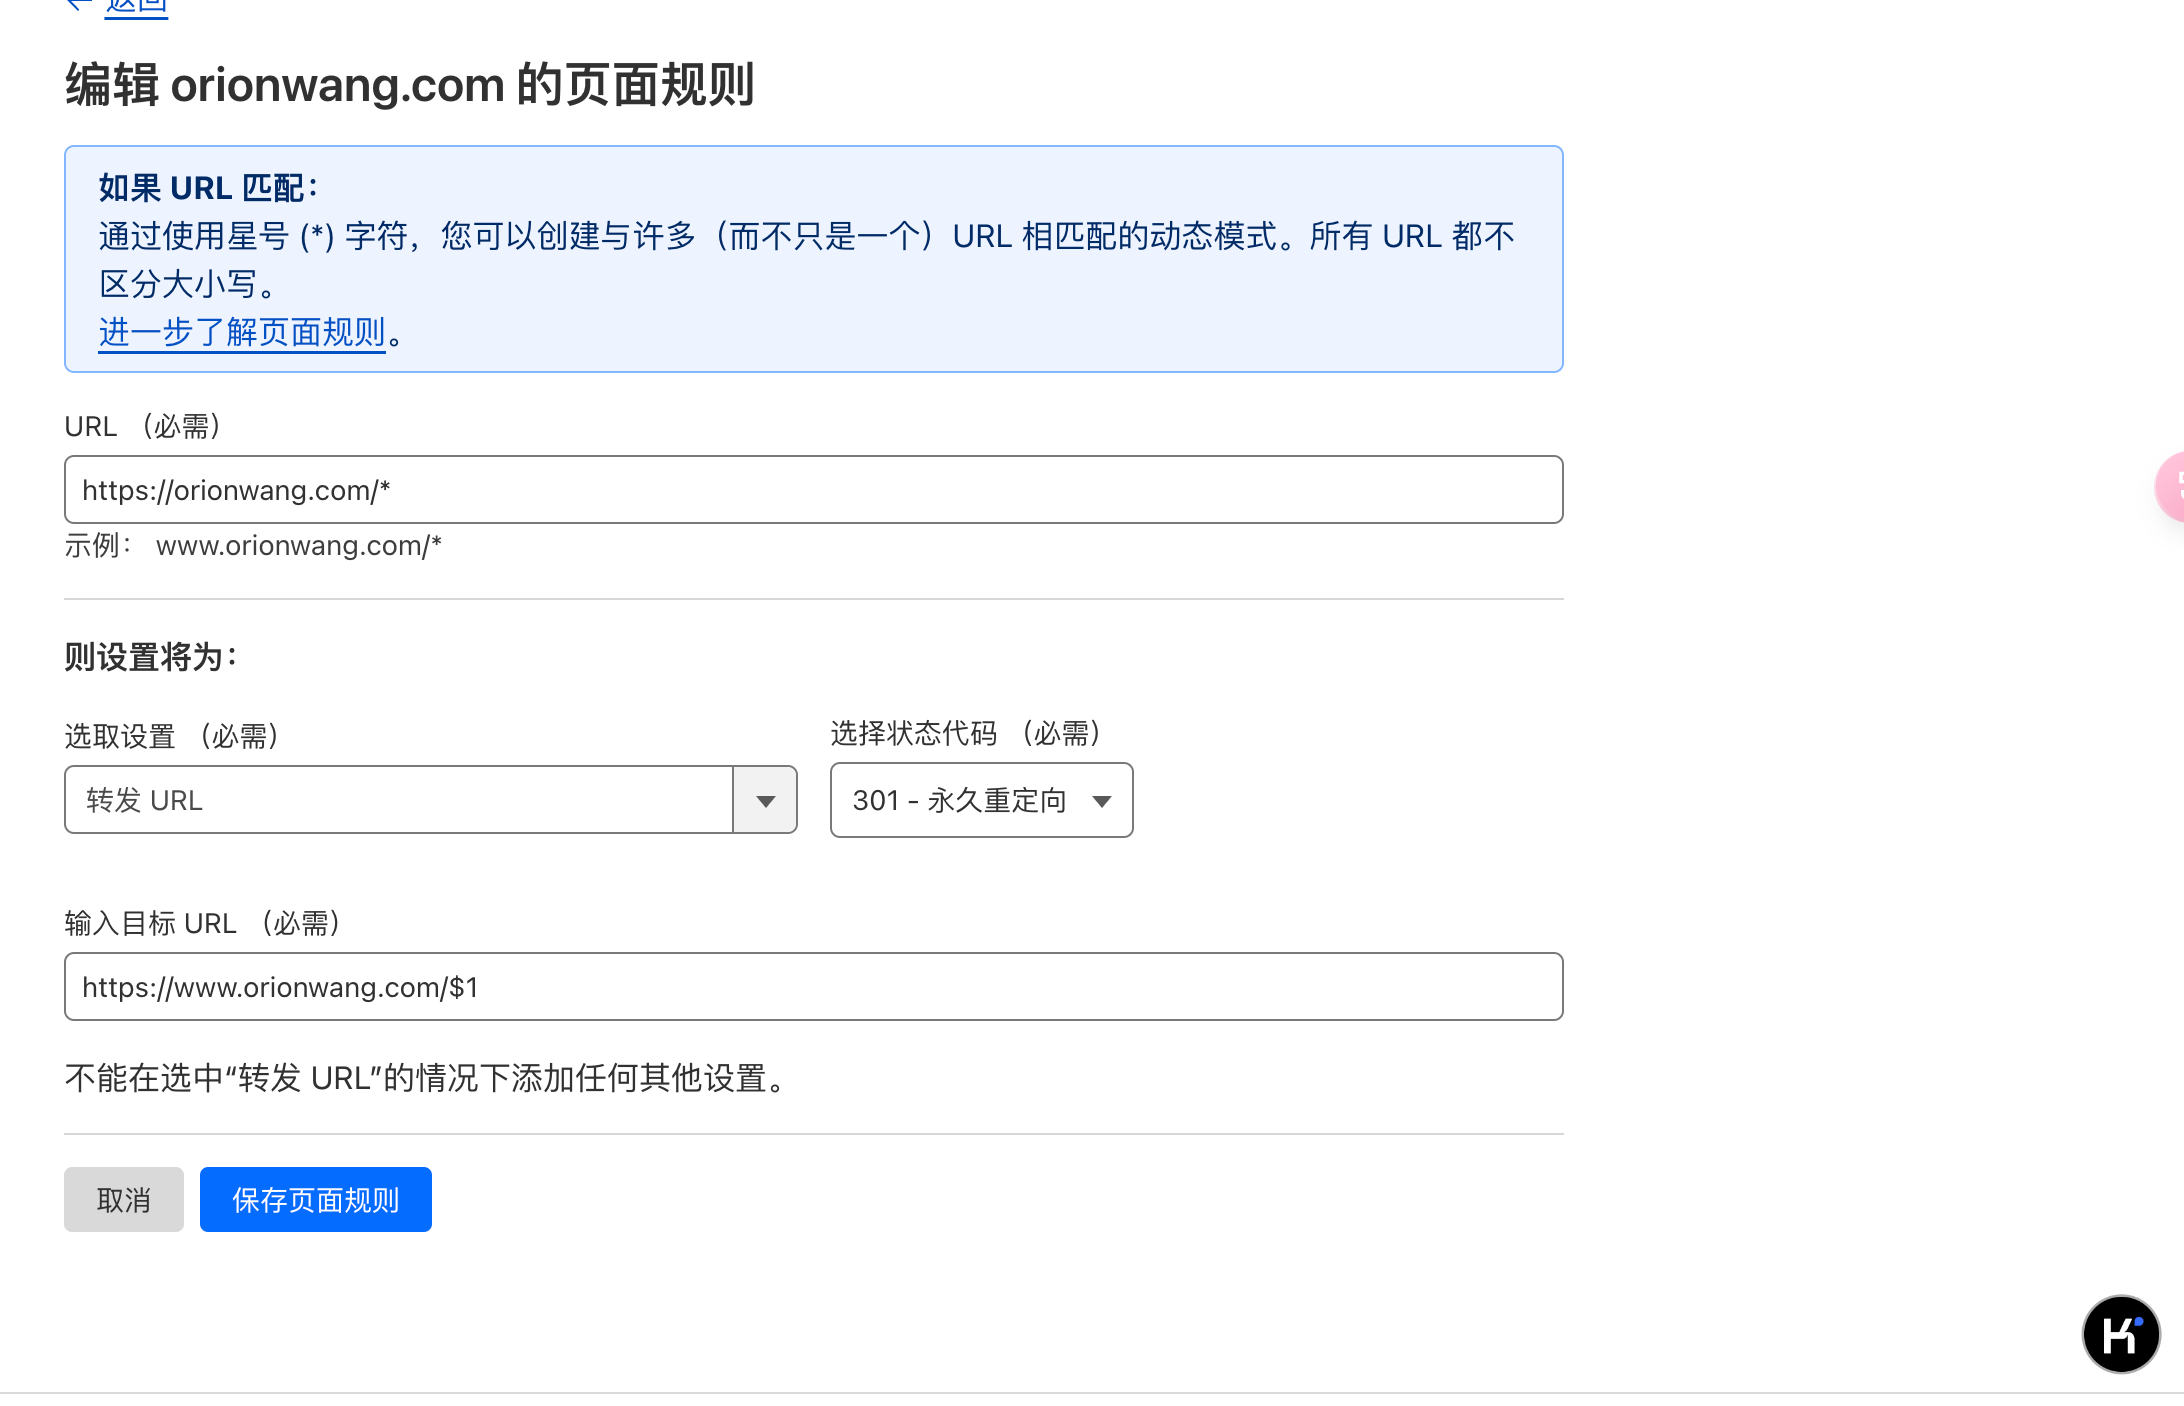 ← 返回
编辑 orionwang.com 的页面规则
如果 URL 匹配：
通过使用星号 (*) 字符，您可以创建与许多（而不只是一个）URL 相匹配的动态模式。所有 URL 都不
区分大小写。
进一步了解页面规则。
URL （必需）
https://orionwang.com/*
示例： www.orionwang.com/*
则设置将为：
选取设置 （必需）
选择状态代码 （必需）
转发 URL
301 - 永久重定向
输入目标 URL （必需）
https://www.orionwang.com/$1
不能在选中“转发 URL”的情况下添加任何其他设置。
取消
保存页面规则
K